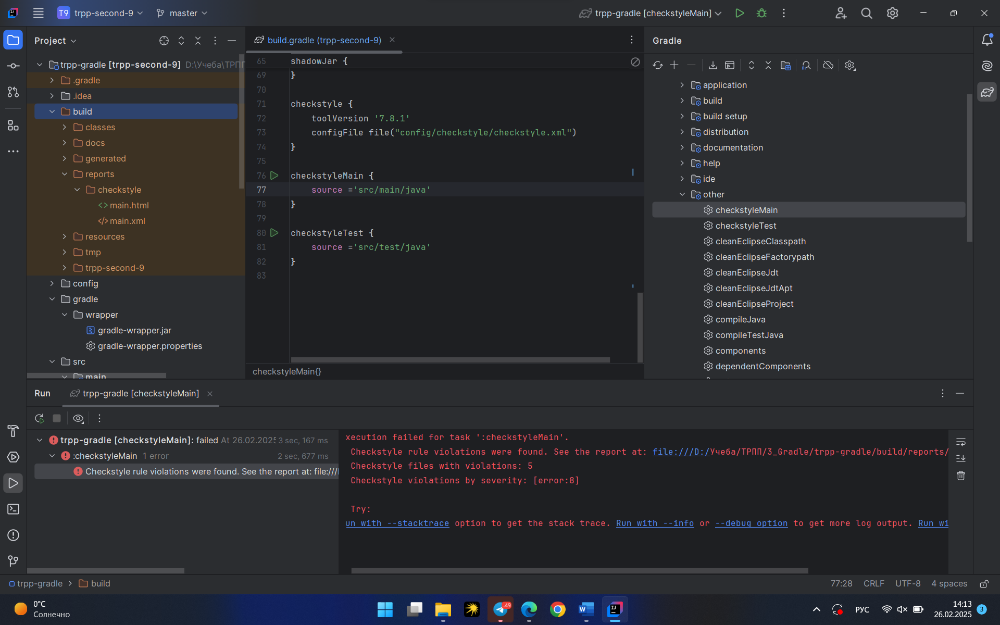 T9 trpp-second-9 master trpp-gradle [checkstyleMain]
Project
trpp-gradle [trpp-second-9] D:\Учеба\ТРПП
.gradle
.idea
build
classes
docs
generated
reports
checkstyle
main.html
main.xml
resources
tmp
trpp-second-9
config
gradle
wrapper
gradle-wrapper.jar
gradle-wrapper.properties
src
main
build.gradle (trpp-second-9)
65 shadowJar {
69 }
70
71 checkstyle {
72 toolVersion '7.8.1'
73 configFile file("config/checkstyle/checkstyle.xml")
74 }
75
76 checkstyleMain {
77 source ='src/main/java'
78 }
79
80 checkstyleTest {
81 source ='src/test/java'
82 }
83
checkstyleMain{}
Gradle
application
build
build setup
distribution
documentation
help
ide
other
checkstyleMain
checkstyleTest
cleanEclipseClasspath
cleanEclipseFactorypath
cleanEclipseJdt
cleanEclipseJdtApt
cleanEclipseProject
compileJava
compileTestJava
components
dependentComponents
Run trpp-gradle [checkstyleMain]
trpp-gradle [checkstyleMain]: failed At 26.02.2025 3 sec, 167 ms
:checkstyleMain 1 error 2 sec, 677 ms
Checkstyle rule violations were found. See the report at: file:///
xecution failed for task ':checkstyleMain'.
Checkstyle rule violations were found. See the report at: file:///D:/Учеба/ТРПП/3_Gradle/trpp-gradle/build/reports/
Checkstyle files with violations: 5
Checkstyle violations by severity: [error:8]
Try:
un with --stacktrace option to get the stack trace. Run with --info or --debug option to get more log output. Run wi
trpp-gradle > build
77:28 CRLF UTF-8 4 spaces
0°C
Солнечно
49
РУС
14:13
26.02.2025
3